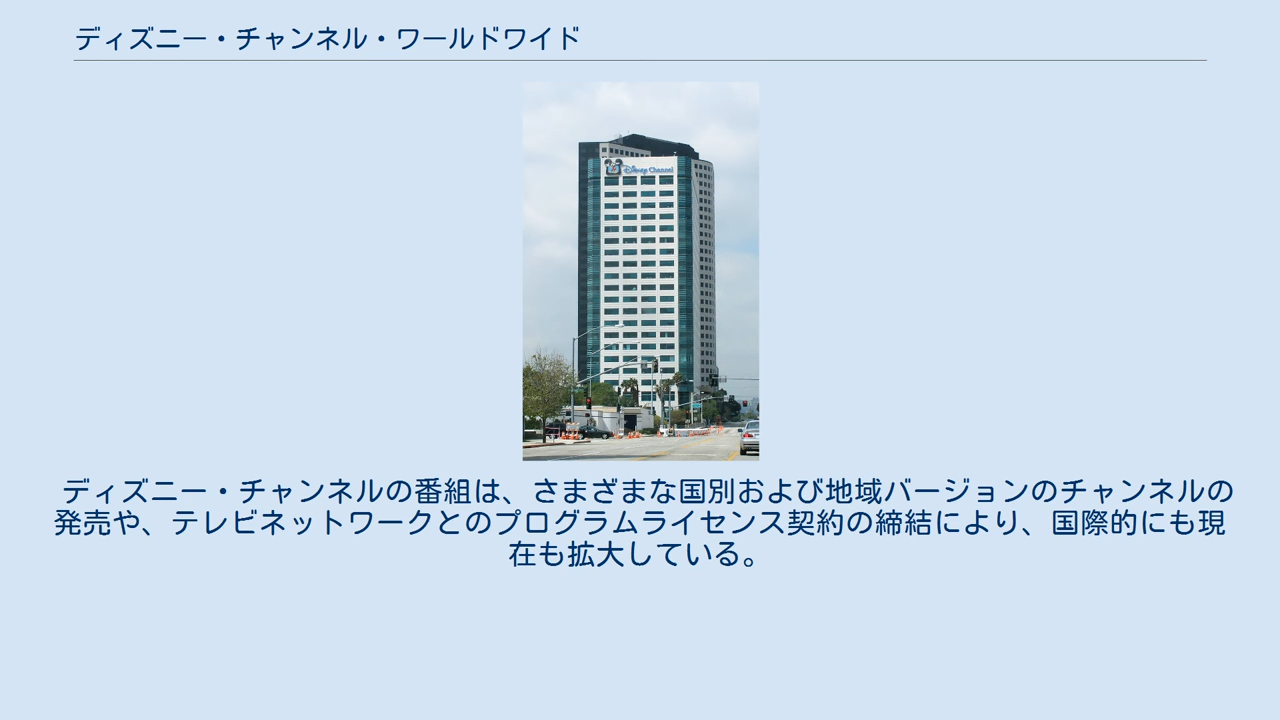 ディズニー・チャンネル・ワールドワイド
Disney Channel
ディズニー・チャンネルの番組は、さまざまな国別および地域バージョンのチャンネルの
発売や、テレビネットワークとのプログラムライセンス契約の締結により、国際的にも現
在も拡大している。